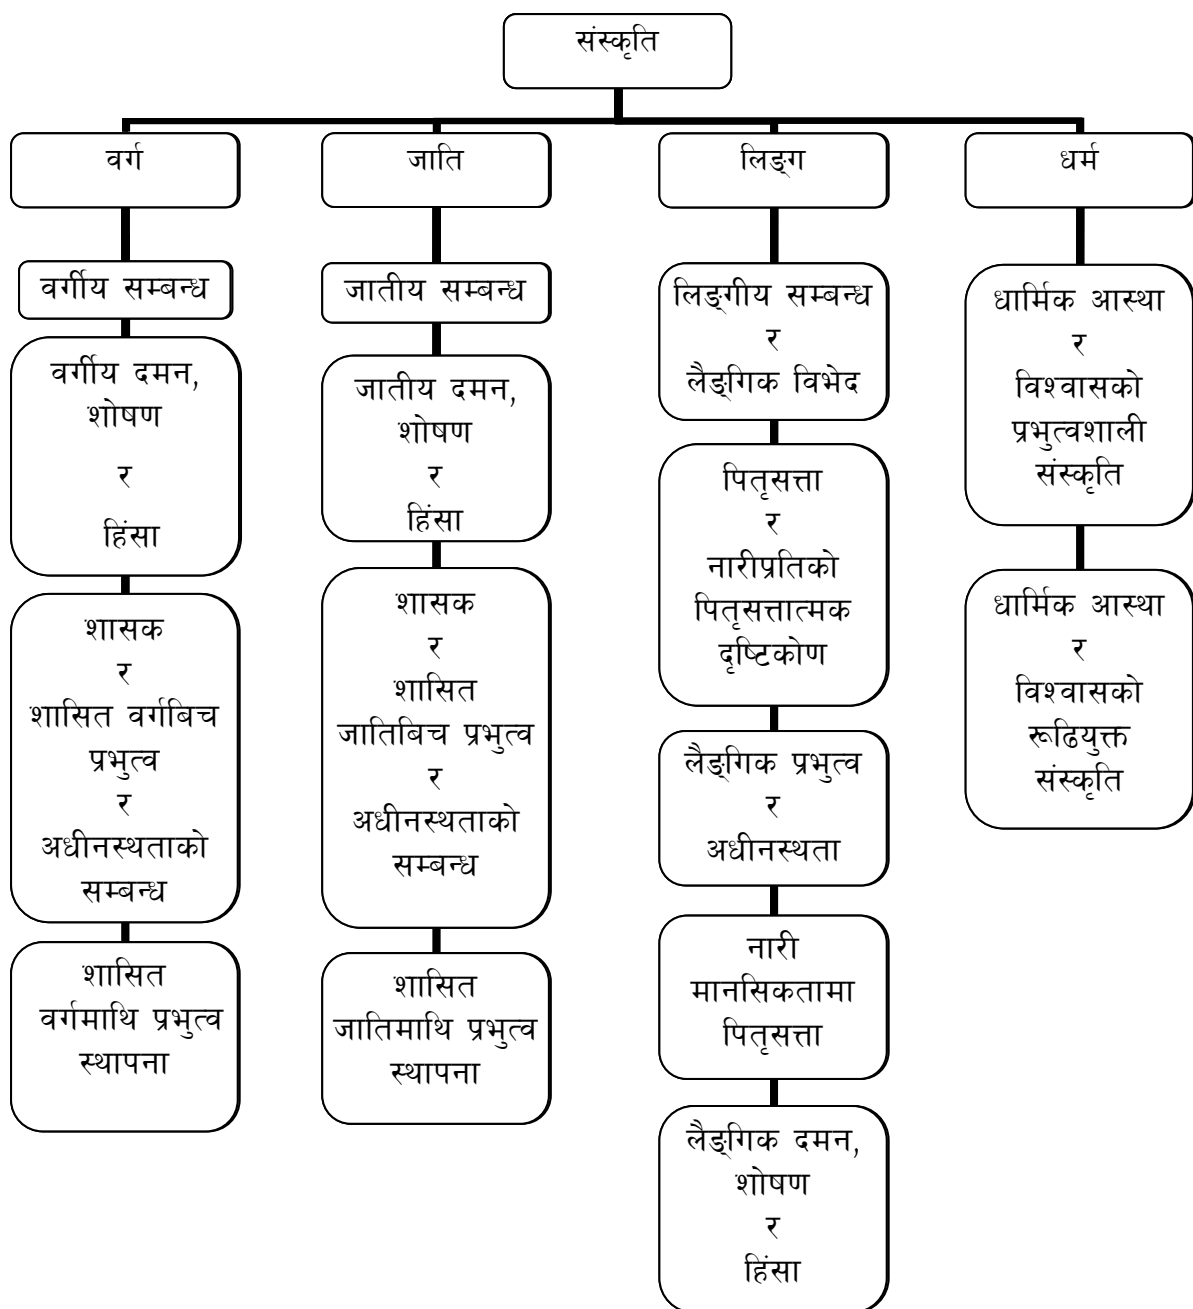 संस्कृति
वर्ग
जाति
लिङ्ग
धर्म
वर्गीय सम्बन्ध
वर्गीय दमन,
शोषण
र
हिंसा
शासक
र
शासित वर्गबिच
प्रभुत्व
र
अधीनस्थताको
सम्बन्ध
शासित
वर्गमाथि प्रभुत्व
स्थापना
जातीय सम्बन्ध
जातीय दमन,
शोषण
र
हिंसा
शासक
र
शासित
जातिबिच प्रभुत्व
र
अधीनस्थताको
सम्बन्ध
शासित
जातिमाथि प्रभुत्व
स्थापना
लिङ्गीय सम्बन्ध
र
लैङ्गिक विभेद
पितृसत्ता
र
नारीप्रतिको
पितृसत्तात्मक
दृष्टिकोण
लैङ्गिक प्रभुत्व
र
अधीनस्थता
नारी
मानसिकतामा
पितृसत्ता
लैङ्गिक दमन,
शोषण
र
हिंसा
धार्मिक आस्था
र
विश्वासको
प्रभुत्वशाली
संस्कृति
धार्मिक आस्था
र
विश्वासको
रूढियुक्त
संस्कृति